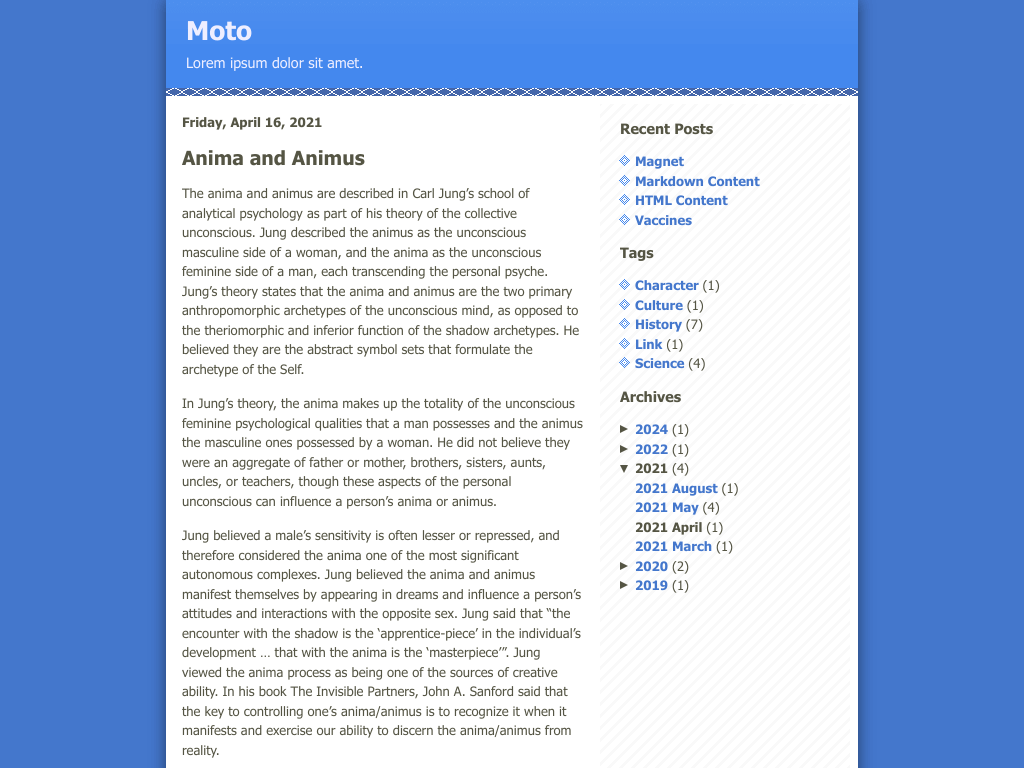 Moto
Lorem ipsum dolor sit amet.
Friday, April 16, 2021
Anima and Animus
The anima and animus are described in Carl Jung’s school of
analytical psychology as part of his theory of the collective
unconscious. Jung described the animus as the unconscious
masculine side of a woman, and the anima as the unconscious
feminine side of a man, each transcending the personal psyche.
Jung’s theory states that the anima and animus are the two primary
anthropomorphic archetypes of the unconscious mind, as opposed to
the theriomorphic and inferior function of the shadow archetypes. He
believed they are the abstract symbol sets that formulate the
archetype of the Self.
In Jung’s theory, the anima makes up the totality of the unconscious
feminine psychological qualities that a man possesses and the animus
the masculine ones possessed by a woman. He did not believe they
were an aggregate of father or mother, brothers, sisters, aunts,
uncles, or teachers, though these aspects of the personal
unconscious can influence a person’s anima or animus.
Jung believed a male’s sensitivity is often lesser or repressed, and
therefore considered the anima one of the most significant
autonomous complexes. Jung believed the anima and animus
manifest themselves by appearing in dreams and influence a person’s
attitudes and interactions with the opposite sex. Jung said that “the
encounter with the shadow is the ‘apprentice-piece’ in the individual’s
development … that with the anima is the ‘masterpiece’”. Jung
viewed the anima process as being one of the sources of creative
ability. In his book The Invisible Partners, John A. Sanford said that
the key to controlling one’s anima/animus is to recognize it when it
manifests and exercise our ability to discern the anima/animus from
reality.
Recent Posts
Magnet
Markdown Content
HTML Content
Vaccines
Tags
Character (1)
Culture (1)
History (7)
Link (1)
Science (4)
Archives
► 2024 (1)
► 2022 (1)
▼ 2021 (4)
2021 August (1)
2021 May (4)
2021 April (1)
2021 March (1)
► 2020 (2)
► 2019 (1)